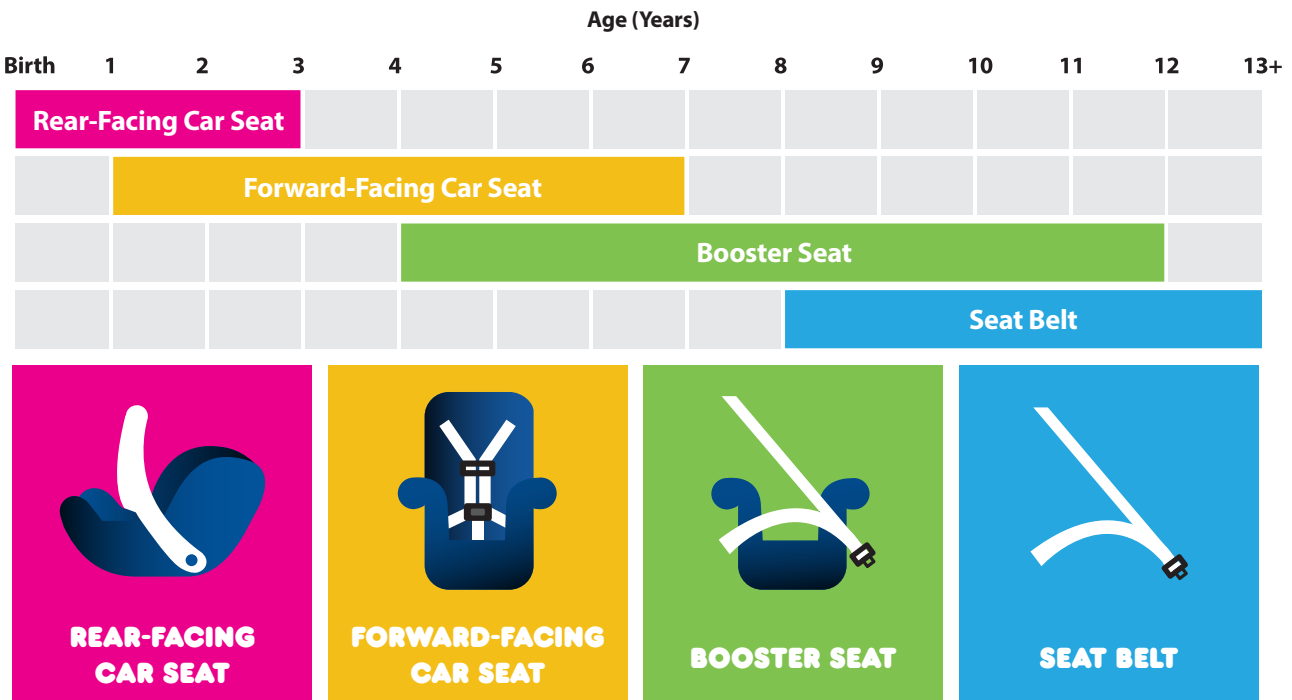 Age (Years)
Birth 1 2 3 4 5 6 7 8 9 10 11 12 13+
Rear-Facing Car Seat
Forward-Facing Car Seat
Booster Seat
Seat Belt
REAR-FACING
CAR SEAT
FORWARD-FACING
CAR SEAT
BOOSTER SEAT
SEAT BELT